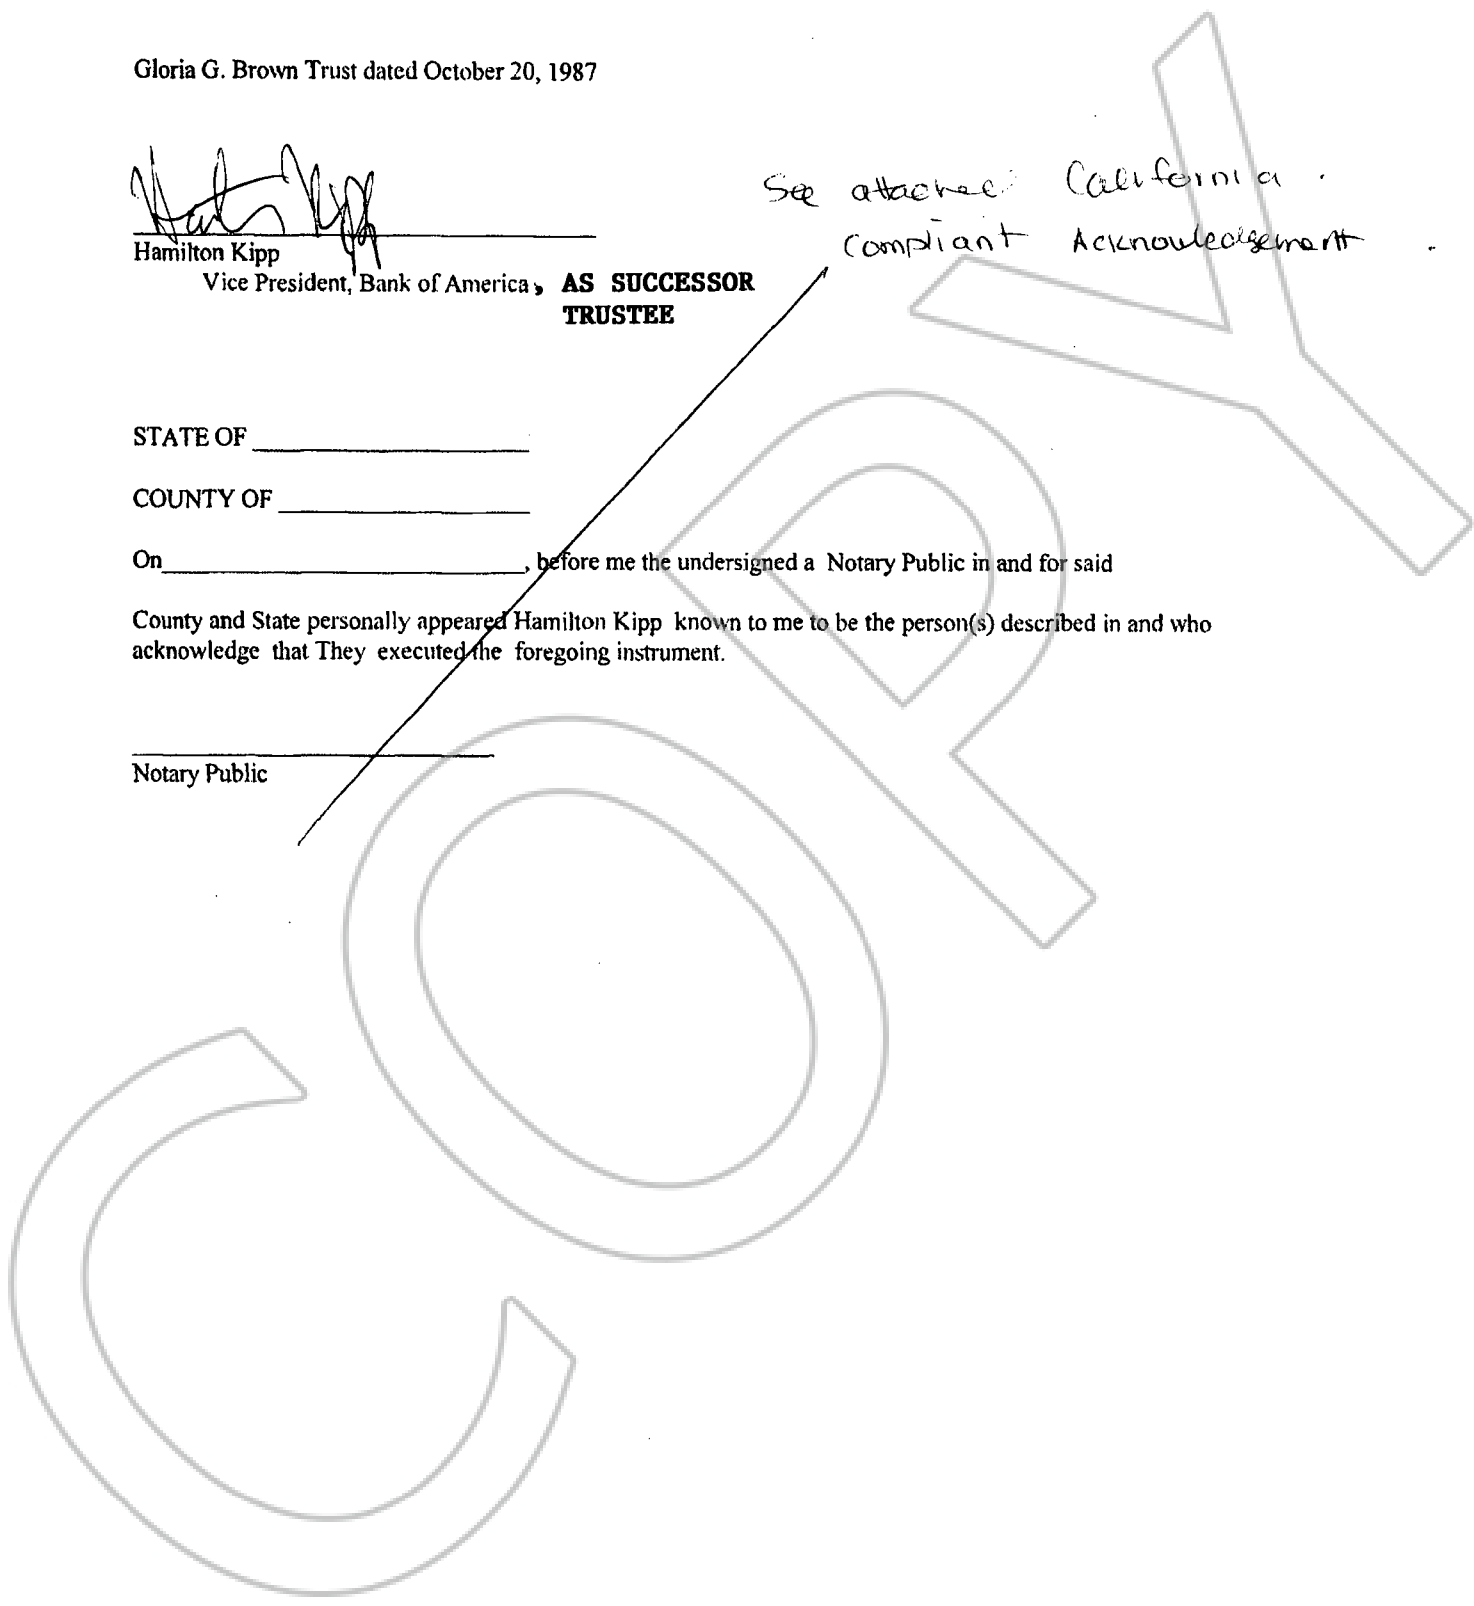 Gloria G. Brown Trust dated October 20, 1987
Hamilton Kipp
See attached California.
Compliant Acknowledgement.
Hamilton Kipp
Vice President, Bank of America, AS SUCCESSOR
TRUSTEE
STATE OF
COUNTY OF
On , before me the undersigned a Notary Public in and for said
County and State personally appeared Hamilton Kipp known to me to be the person(s) described in and who
acknowledge that They executed the foregoing instrument.
Notary Public
COPY